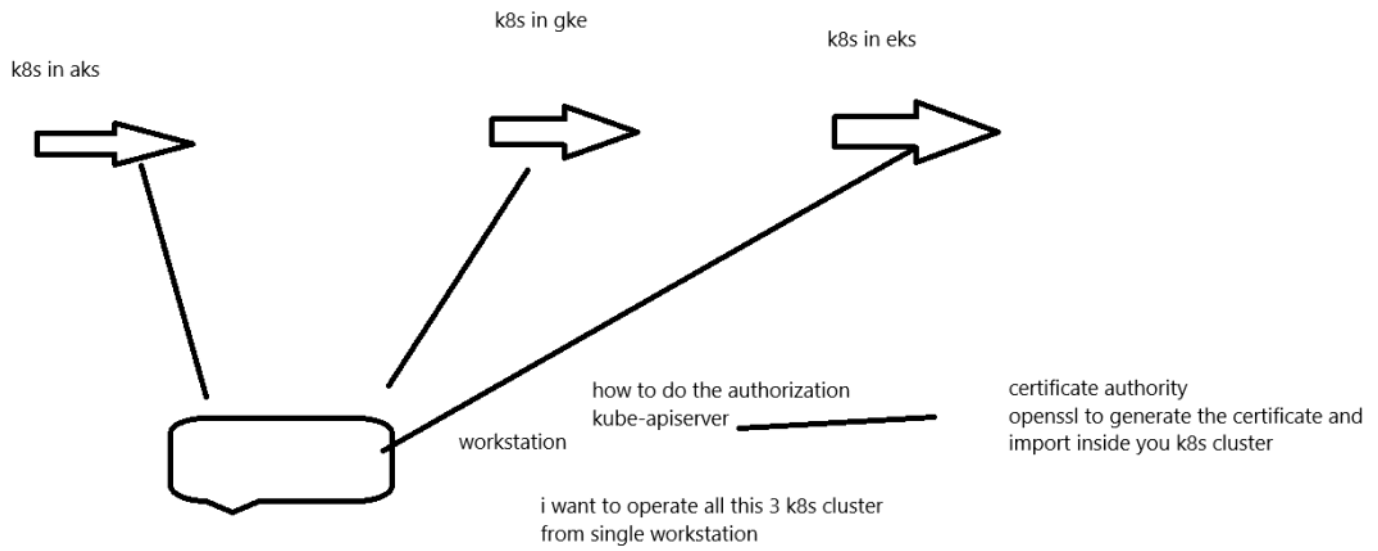 k8s in aks
k8s in gke
k8s in eks
how to do the authorization
kube-apiserver
certificate authority
openssl to generate the certificate and
import inside you k8s cluster
workstation
i want to operate all this 3 k8s cluster
from single workstation